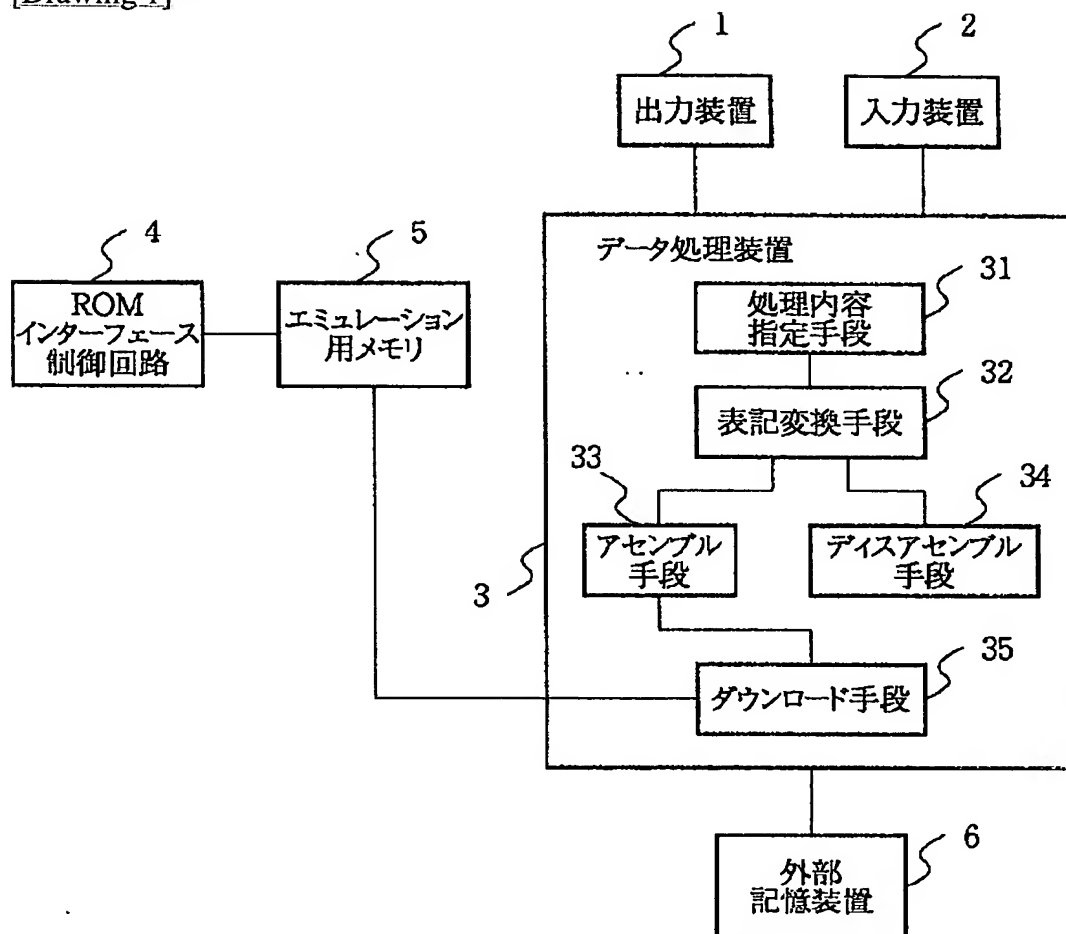 [Drawing 1]
1
2
出力装置
入力装置
4
5
ROM
インターフェース
制御回路
エミュレーション
用メモリ
データ処理装置
31
処理内容
指定手段
32
表記変換手段
33
34
アセンブル
手段
ディスアセンブル
手段
3
35
ダウンロード手段
6
外部
記憶装置